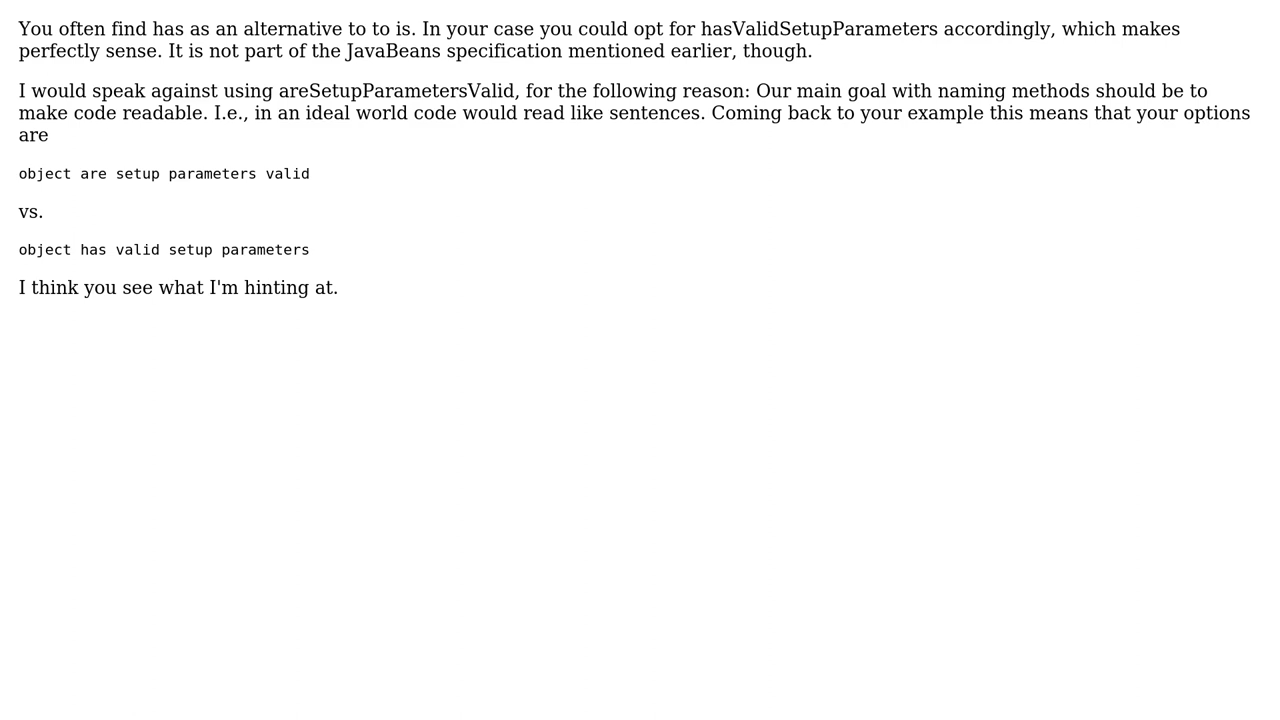 You often find has as an alternative to to is. In your case you could opt for hasValidSetupParameters accordingly, which makes
perfectly sense. It is not part of the JavaBeans specification mentioned earlier, though.
I would speak against using areSetupParametersValid, for the following reason: Our main goal with naming methods should be to
make code readable. I.e., in an ideal world code would read like sentences. Coming back to your example this means that your options
are
object are setup parameters valid
vs.
object has valid setup parameters
I think you see what I'm hinting at.